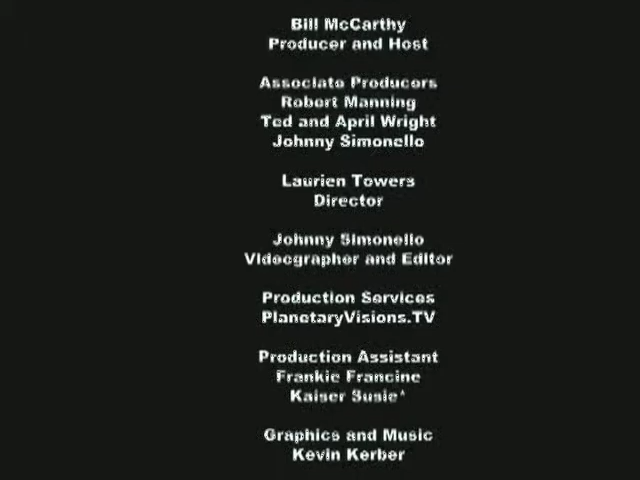 Bill McCarthy
Producer and Host
Associate Producers
Robert Manning
Ted and April Wright
Johnny Simonello
Laurien Towers
Director
Johnny Simonello
Videographer and Editor
Production Services
PlanetaryVisions.TV
Production Assistant
Frankie Francine
Kaiser Susie*
Graphics and Music
Kevin Kerber